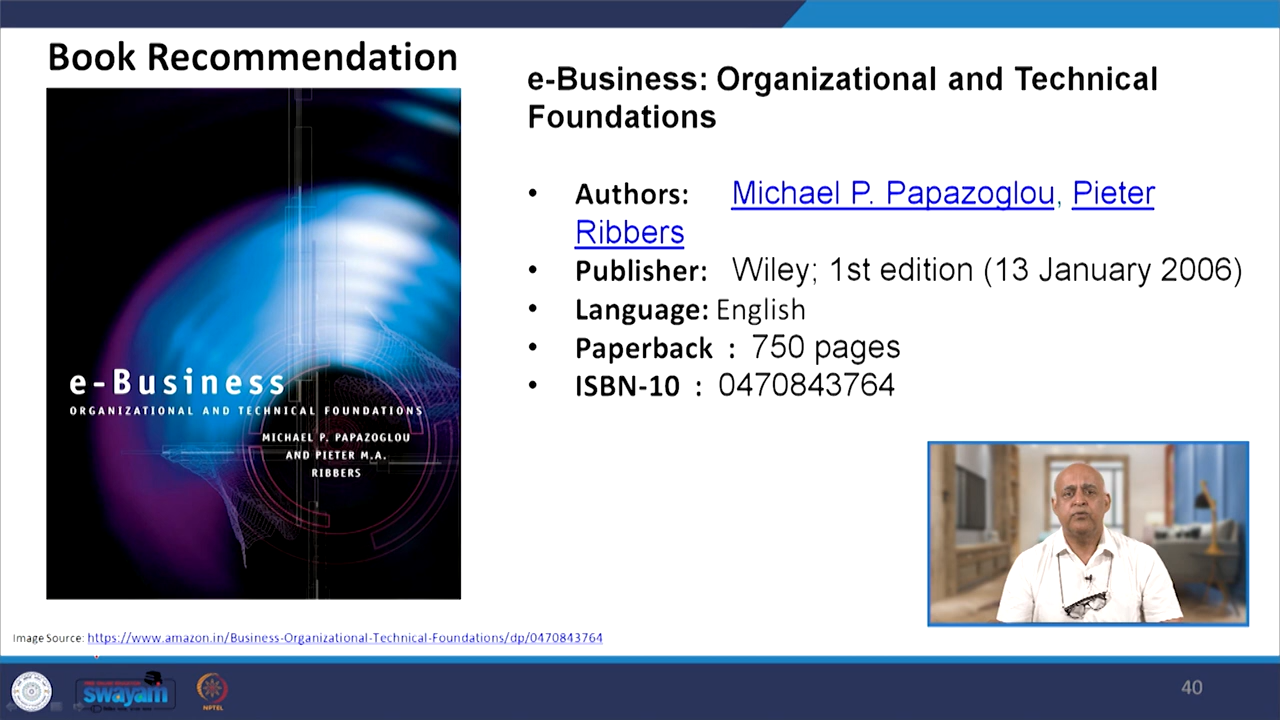 Book Recommendation
e-Business: Organizational and Technical
Foundations
• Authors: Michael P. Papazoglou, Pieter
Ribbers
• Publisher: Wiley; 1st edition (13 January 2006)
• Language: English
• Paperback : 750 pages
• ISBN-10 : 0470843764
e-Business
ORGANIZATIONAL AND TECHNICAL FOUNDATIONS
MICHAEL P. PAPAZOGLOU
AND PIETER M.A.
RIBBERS
Image Source: https://www.amazon.in/Business-Organizational-Technical-Foundations/dp/0470843764
swayam
NPTEL
40